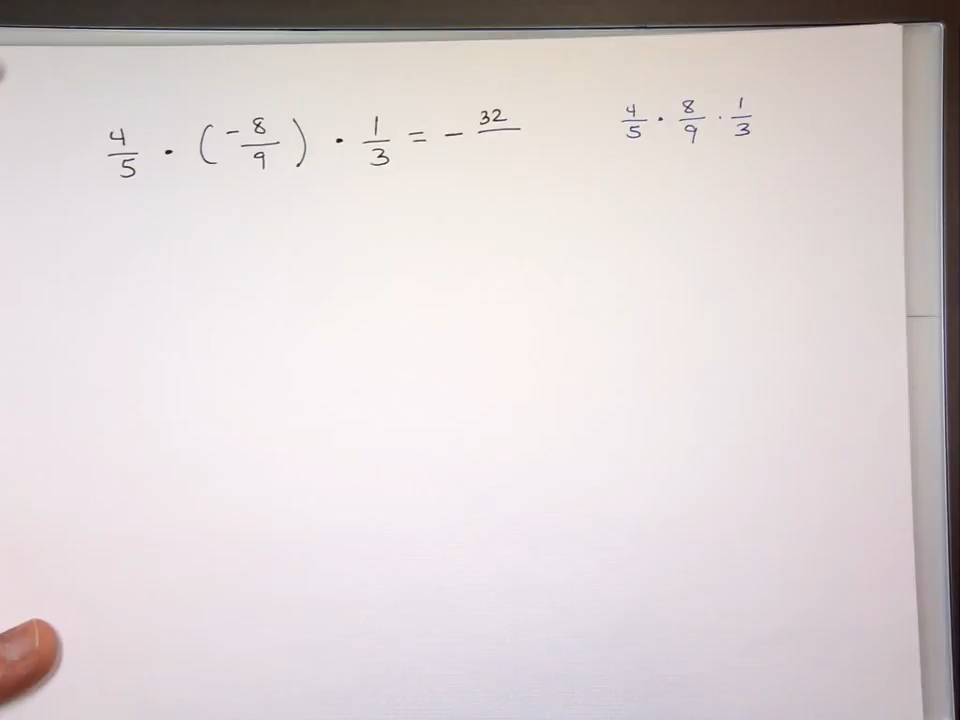 4/5 · (-8/9) · 1/3 = - 32/
4/5 · 8/9 · 1/3